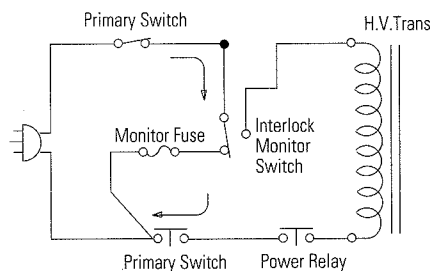 Primary Switch
H.V.Trans
Monitor Fuse
Interlock
Monitor
Switch
Primary Switch
Power Relay